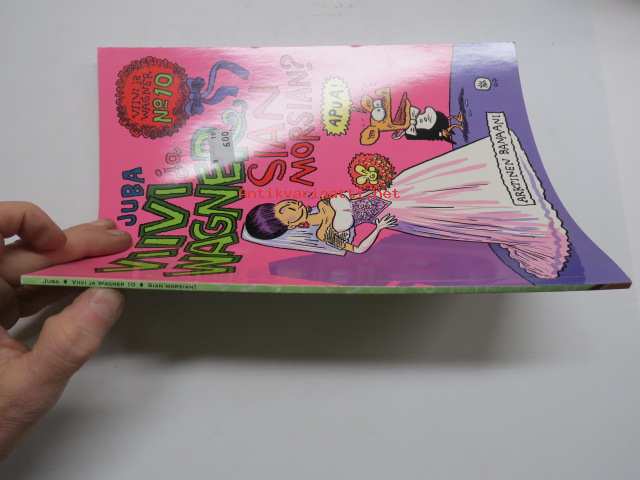 VIIVI JA
WAGNER
No 10
JUBA
VIIVI
ja
WAGNER
SIAN
MORSIAN?
APUA!
ARKTINEN BANAANI
JUBA ★ VIIVI JA WAGNER 10 ★ SIAN MORSIAN?